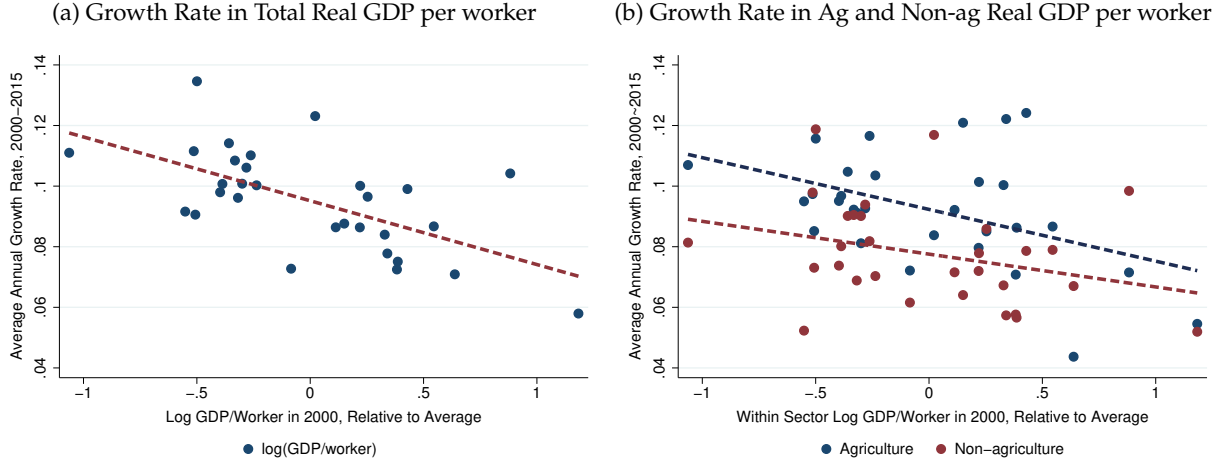 (a) Growth Rate in Total Real GDP per worker
Average Annual Growth Rate, 2000−2015
.14
.12
.1
.08
.06
.04
−1
−.5
0
.5
1
Log GDP/Worker in 2000, Relative to Average
log(GDP/worker)
(b) Growth Rate in Ag and Non-ag Real GDP per worker
Average Annual Growth Rate, 2000~2015
.14
.12
.1
.08
.06
.04
−1
−.5
0
.5
1
Within Sector Log GDP/Worker in 2000, Relative to Average
Agriculture
Non−agriculture